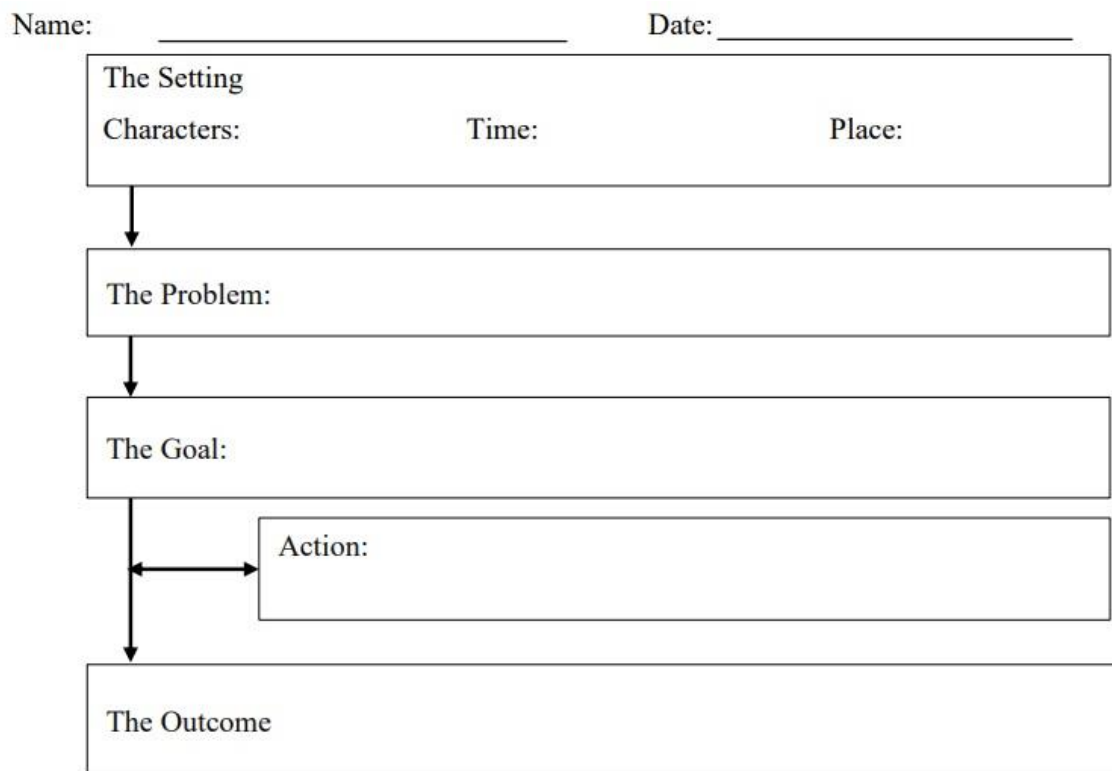 Name: Date:
The Setting
Characters: Time: Place:
The Problem:
The Goal:
Action:
The Outcome